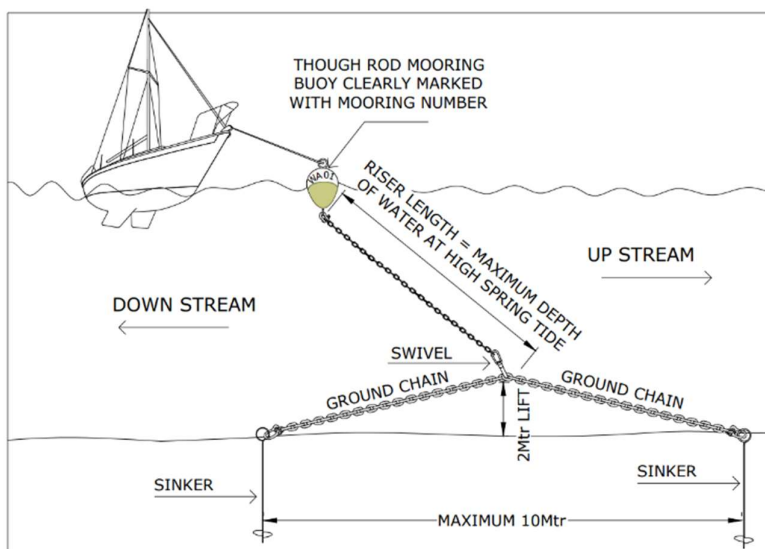 THOUGH ROD MOORING
BUOY CLEARLY MARKED
WITH MOORING NUMBER
WA01
RISER LENGTH = MAXIMUM DEPTH
OF WATER AT HIGH SPRING TIDE
UP STREAM
DOWN STREAM
SWIVEL
GROUND CHAIN
GROUND CHAIN
2Mtr LIFT
SINKER
SINKER
MAXIMUM 10Mtr